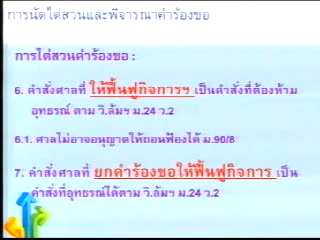 การนัดไต่สวนและพิจารณาคำร้องขอ
การไต่สวนคำร้องขอ :
6. คำสั่งศาลที่ ให้ฟื้นฟูกิจการฯ เป็นคำสั่งที่ต้องห้าม
อุทธรณ์ ตาม วิ.ล้มฯ ม.24 ว.2
6.1. ศาลไม่อาจอนุญาตให้ถอนฟ้องได้ ม.90/8
7. คำสั่งศาลที่ ยกคำร้องขอให้ฟื้นฟูกิจการ เป็น
คำสั่งที่อุทธรณ์ได้ตาม วิ.ล้มฯ ม.24 ว.2